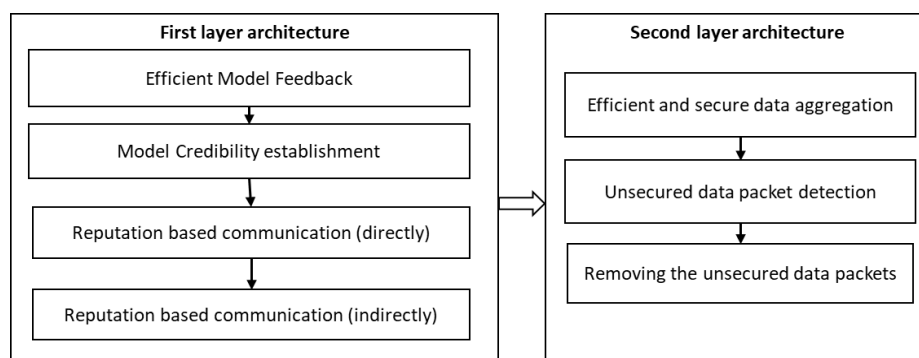 First layer architecture
Efficient Model Feedback
Model Credibility establishment
Reputation based communication (directly)
Reputation based communication (indirectly)
Second layer architecture
Efficient and secure data aggregation
Unsecured data packet detection
Removing the unsecured data packets